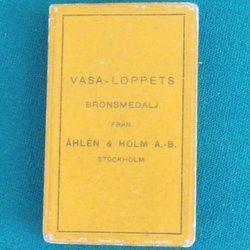 VASA-LOPPETS
BRONSMEDALJ
FRÅN
ÅHLÉN & HOLM A.-B.
STOCKHOLM